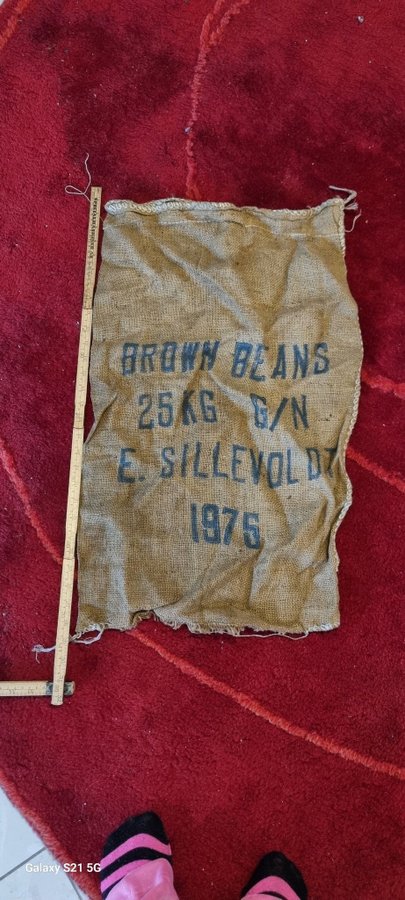 BROWN BEANS
25KG G/N
E. SILLEVOLDT
1975
Galaxy S21 5G